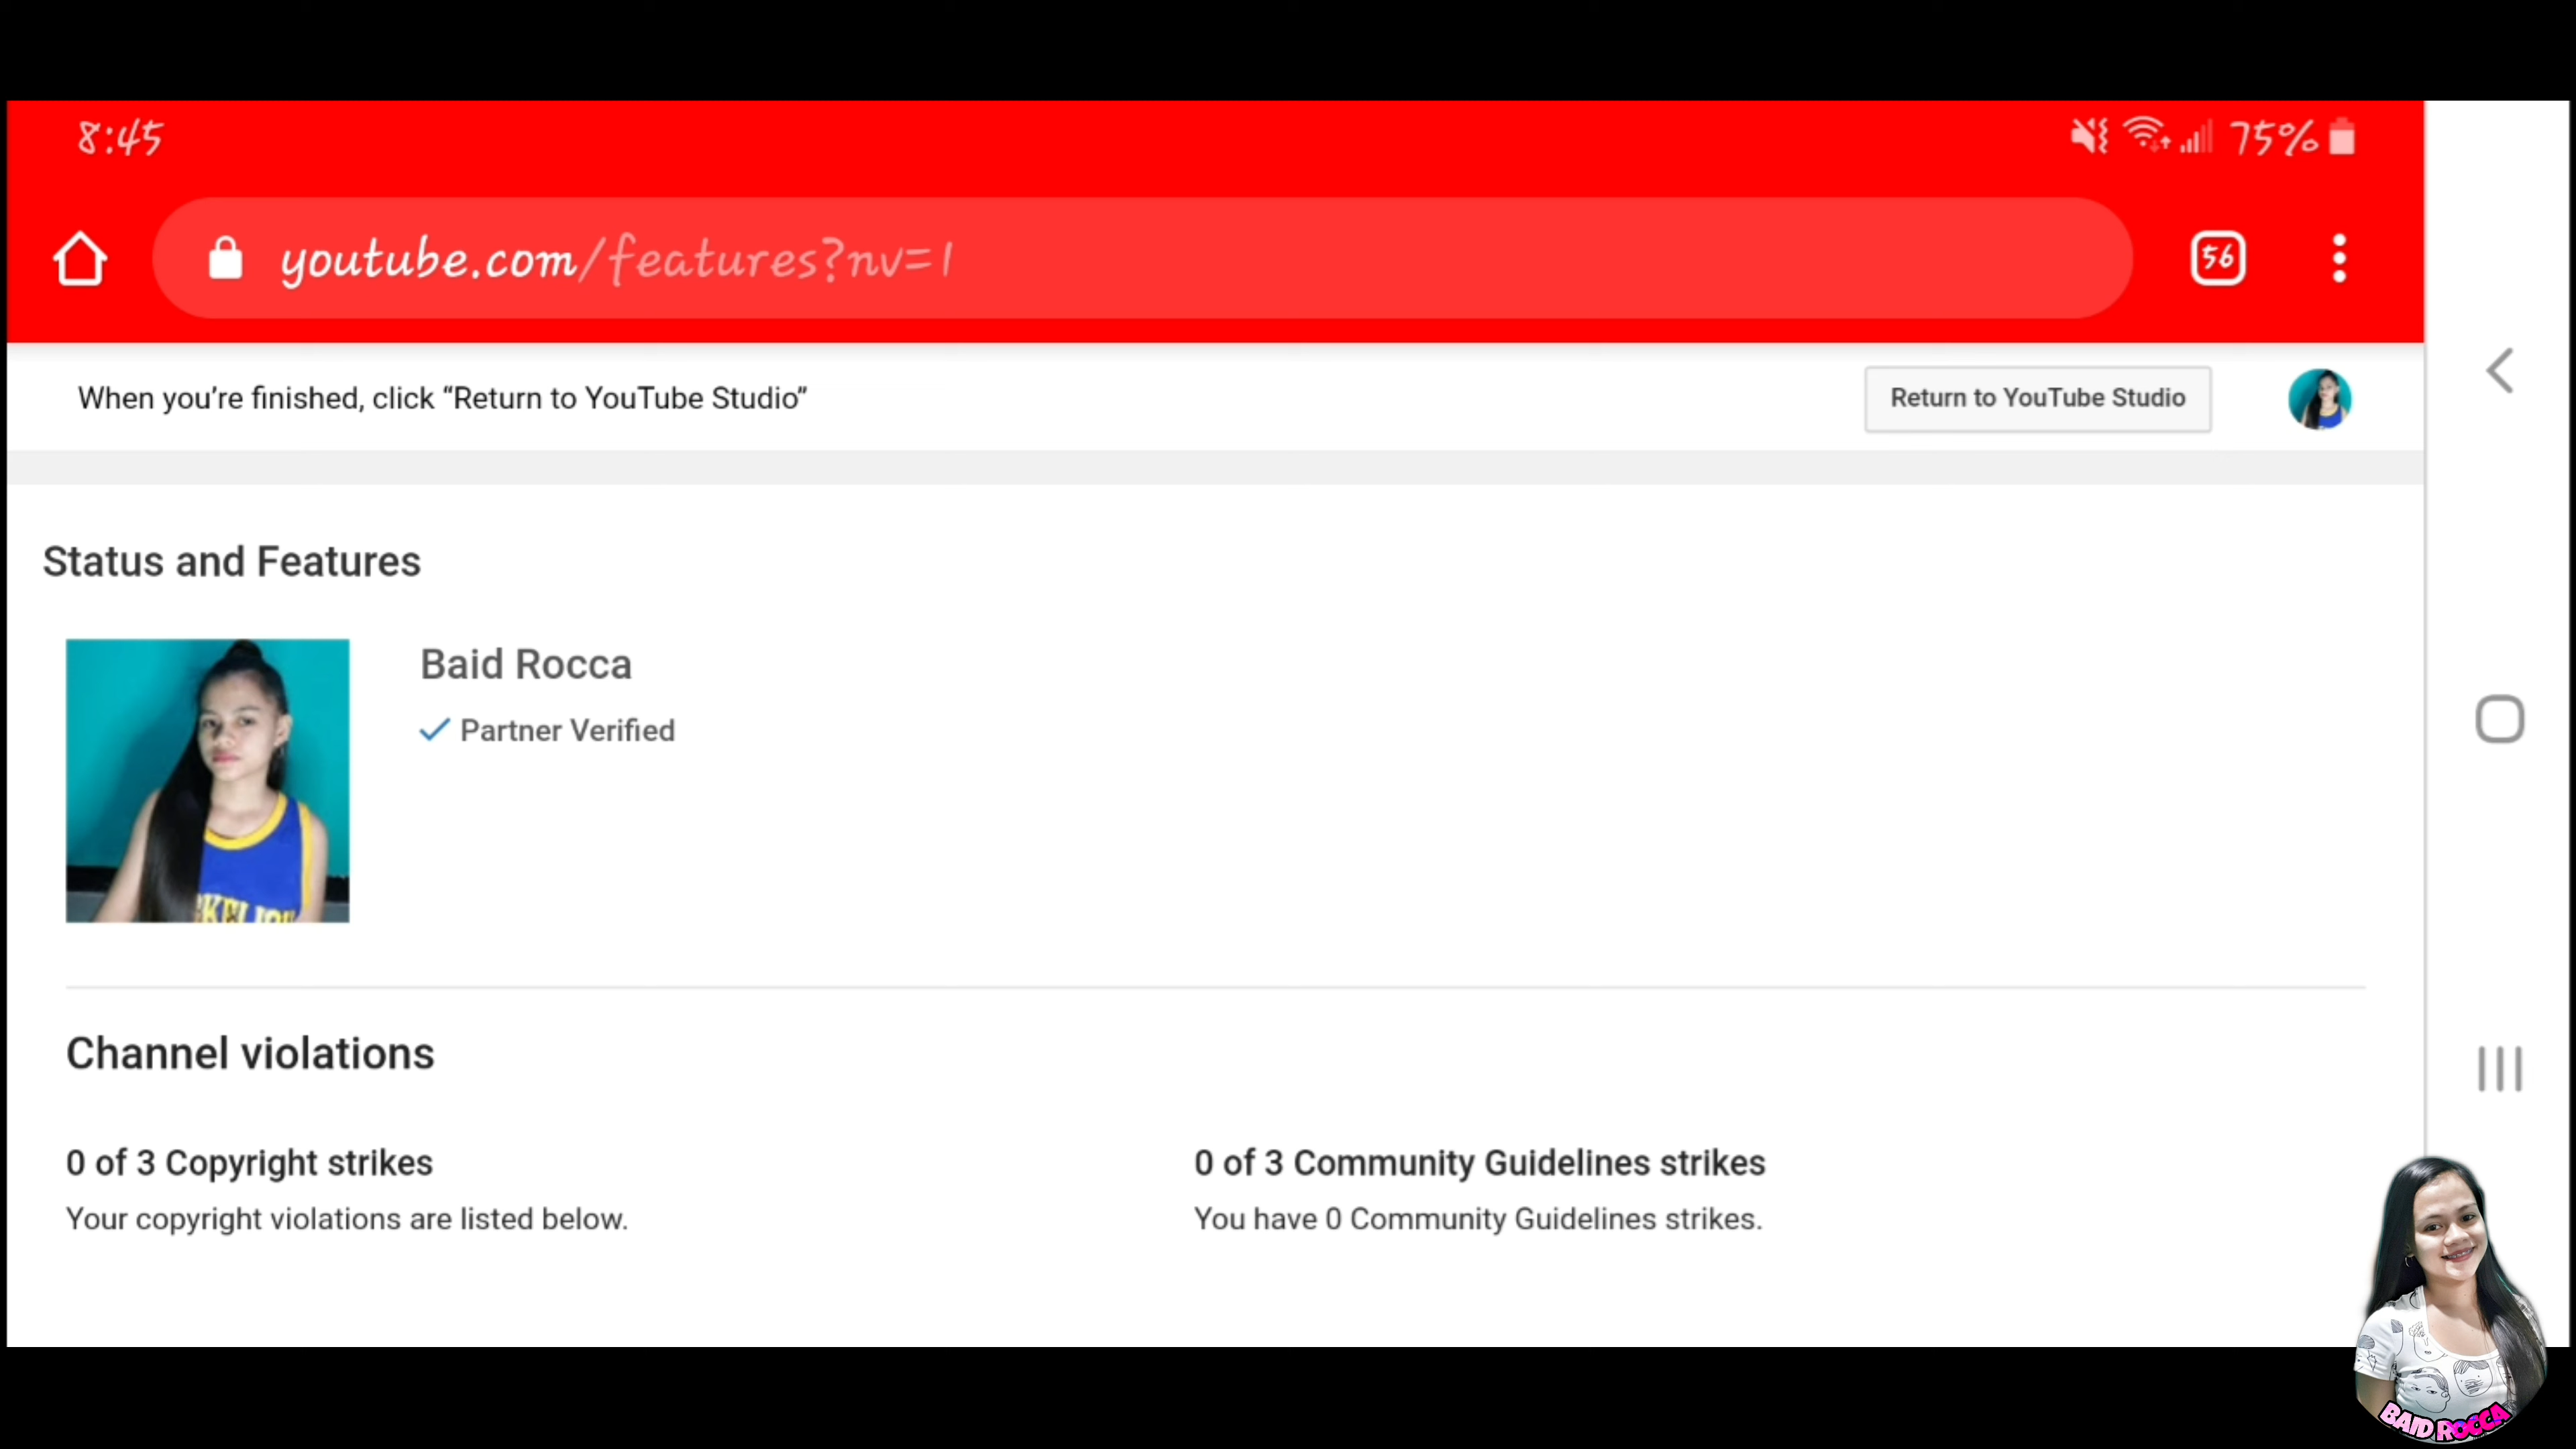 8:45
75%
youtube.com/features?nv=1
56
When you're finished, click “Return to YouTube Studio”
Return to YouTube Studio
Status and Features
Baid Rocca
Partner Verified
Channel violations
0 of 3 Copyright strikes
Your copyright violations are listed below.
0 of 3 Community Guidelines strikes
You have 0 Community Guidelines strikes.
BAID ROCCA